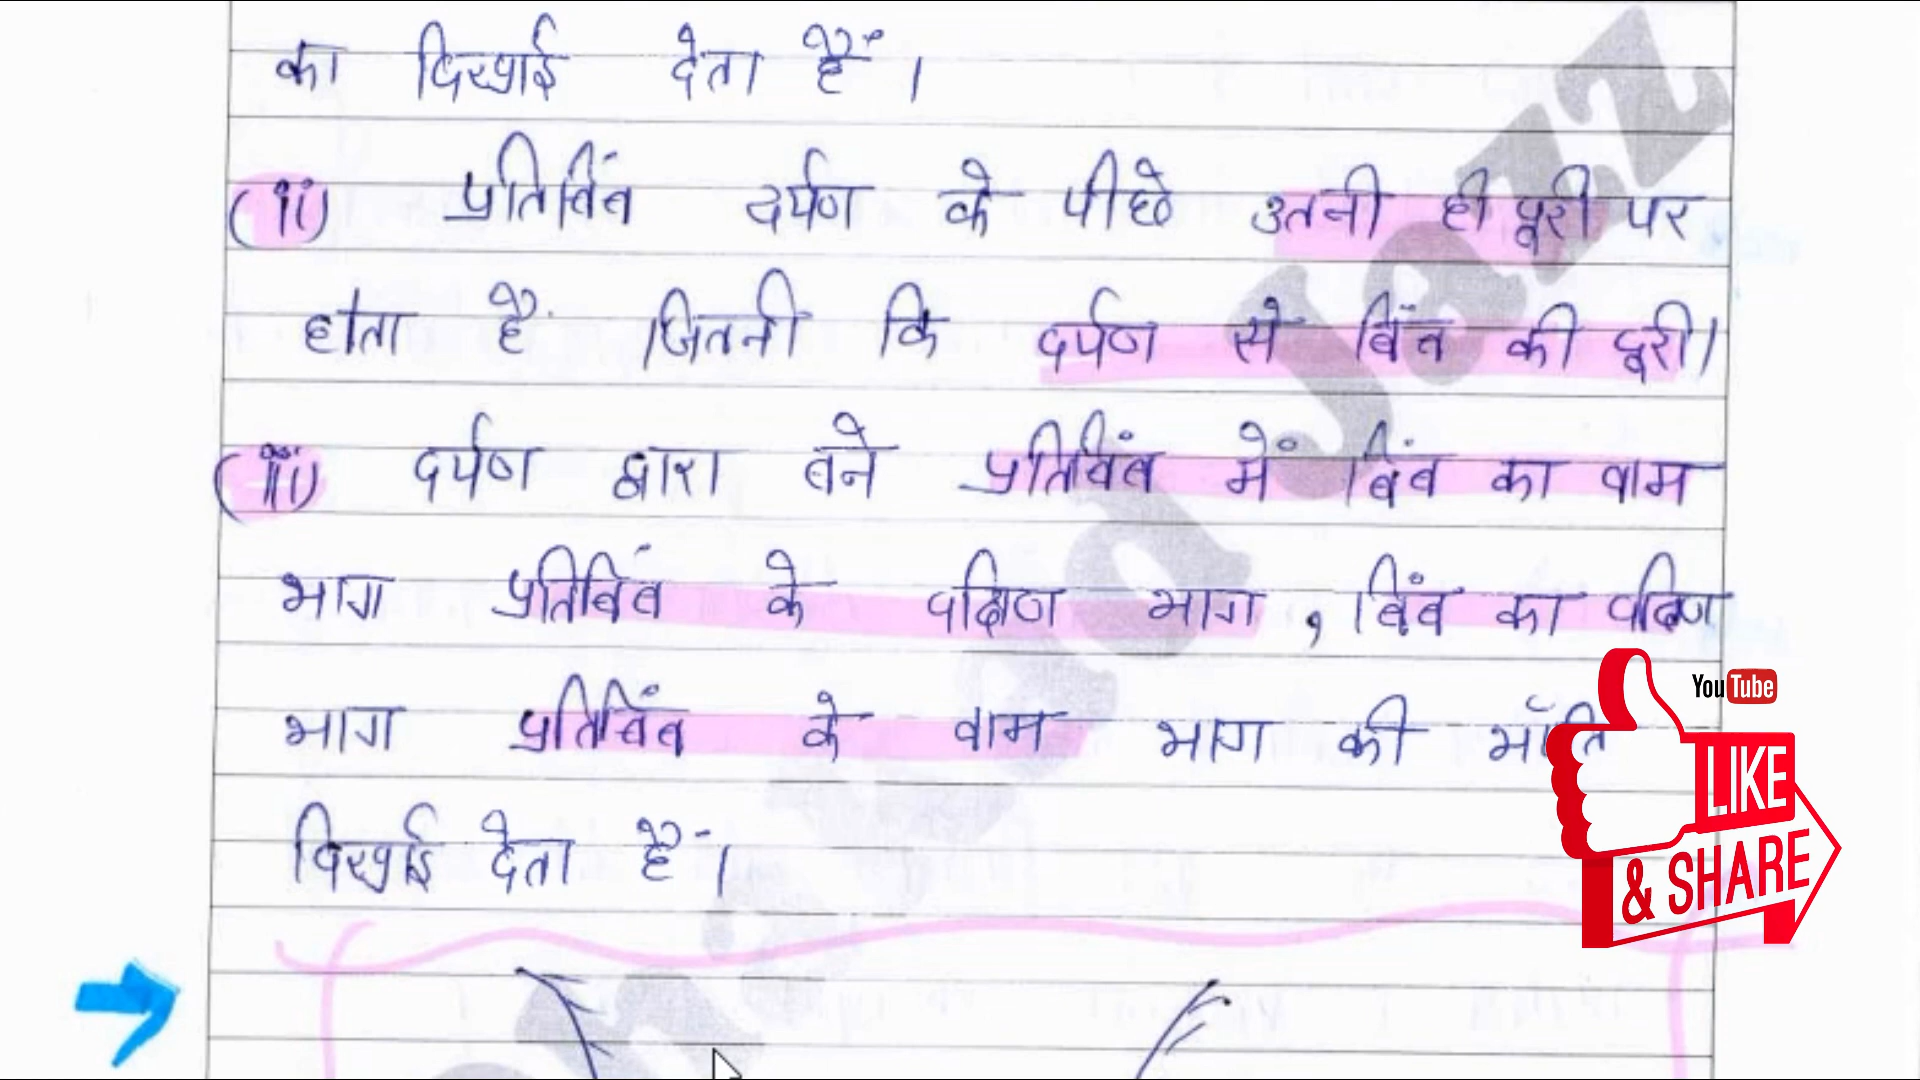 का दिखाई देता हैं।
(ii) प्रतिबिंब दर्पण के पीछे उतनी ही दूरी पर
होता है जितनी कि दर्पण से बिंब की दूरी।
(iii) दर्पण द्वारा बने प्रतिबिंब में बिंब का वाम
भाग प्रतिबिंब के दक्षिण भाग, बिंब का दक्षिण
भाग प्रतिबिंब के वाम भाग की भाँति
दिखाई देता हैं।
YouTube
LIKE
& SHARE